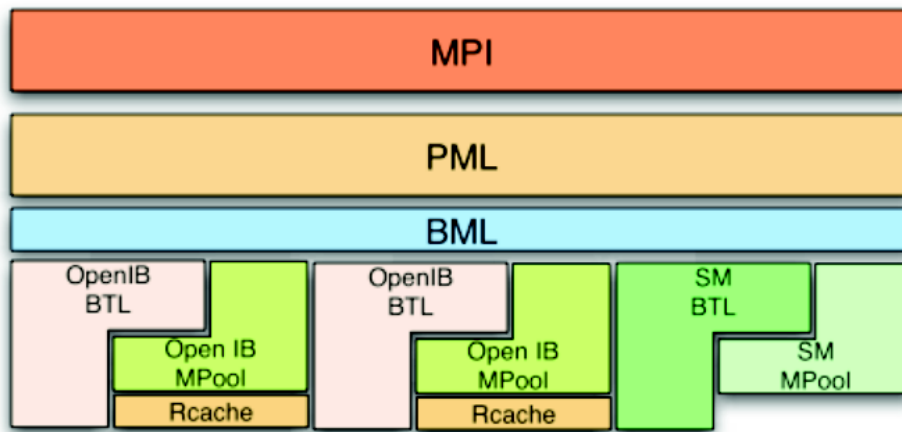 MPI
PML
BML
OpenIB
BTL
Open IB
MPool
Rcache
OpenIB
BTL
Open IB
MPool
Rcache
SM
BTL
SM
MPool